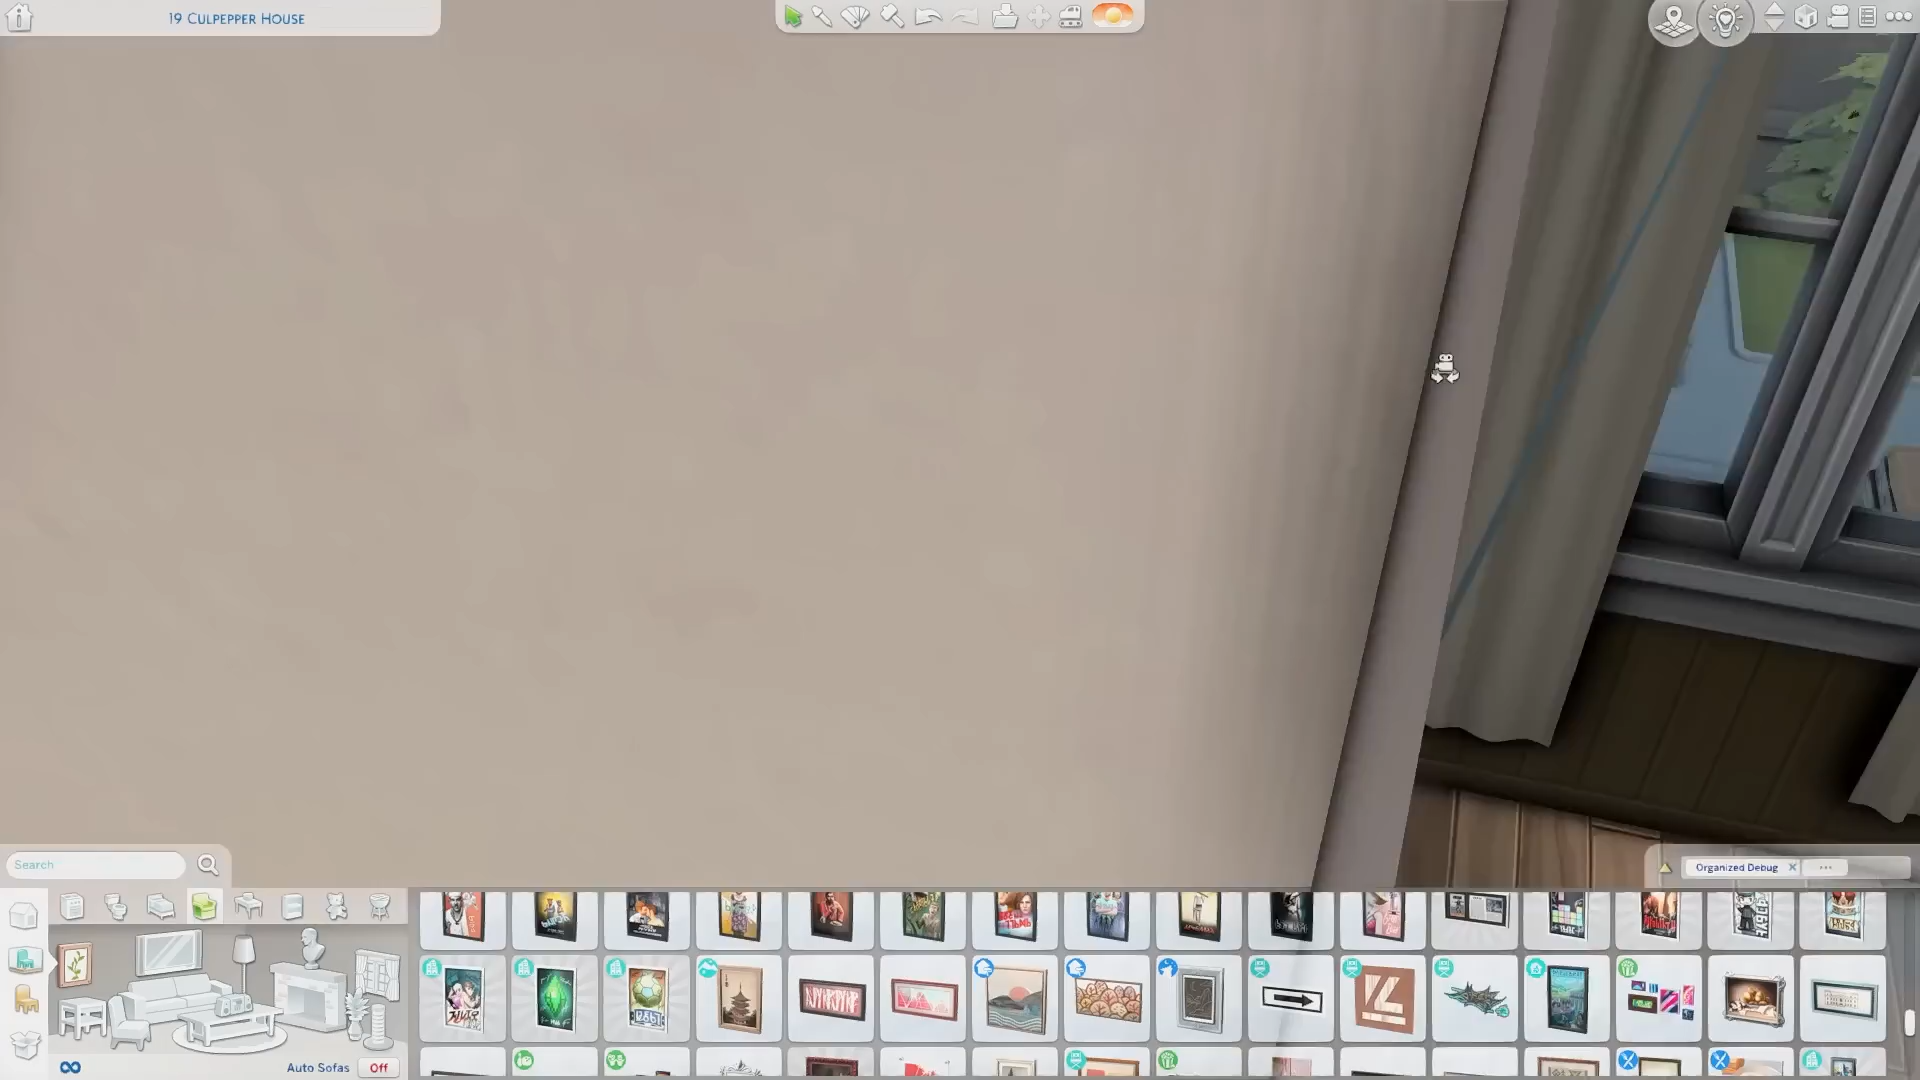 19 Culpepper House
Search
Organized Debug
Auto Sofas
Off